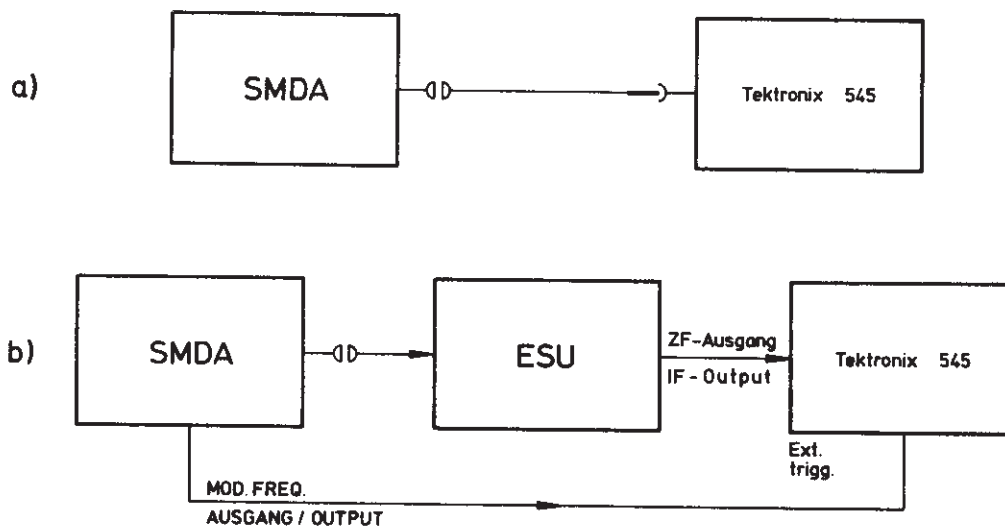 a)
SMDA
Tektronix 545
b)
SMDA
ESU
ZF-Ausgang
IF-Output
Tektronix 545
Ext.
trigg.
MOD. FREQ.
AUSGANG / OUTPUT